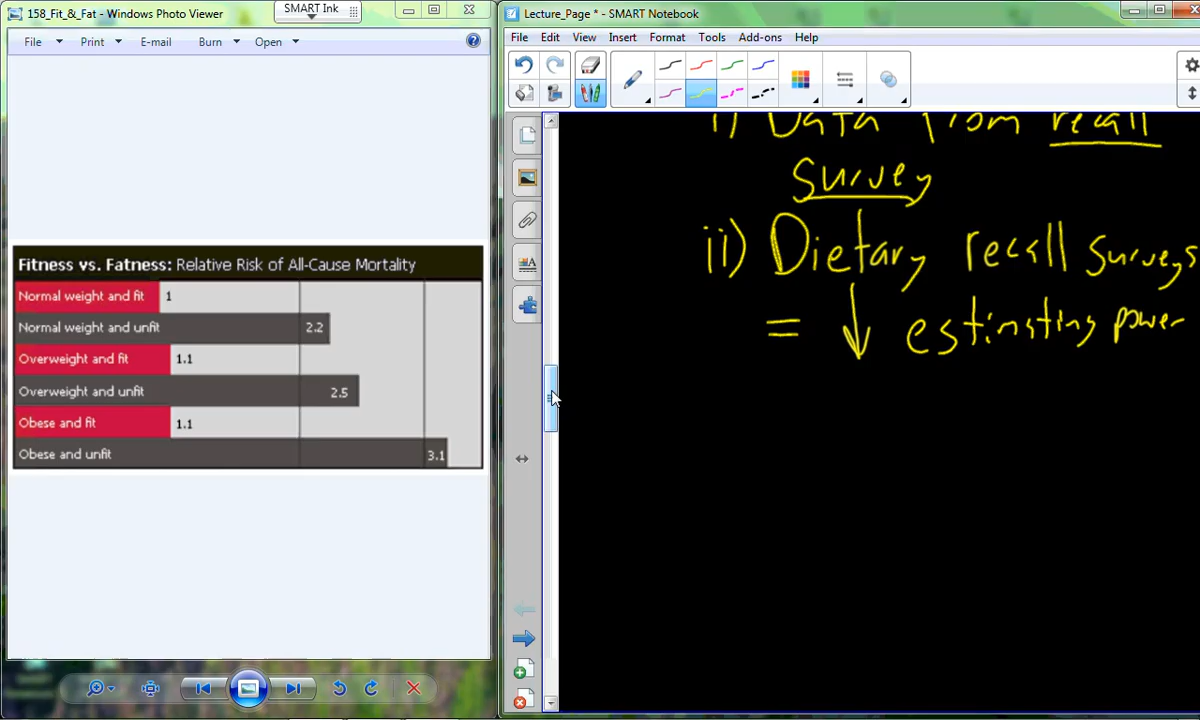 158_Fit_&_Fat - Windows Photo Viewer
SMART Ink
File Print E-mail Burn Open
Fitness vs. Fatness: Relative Risk of All-Cause Mortality
Normal weight and fit 1
Normal weight and unfit 2.2
Overweight and fit 1.1
Overweight and unfit 2.5
Obese and fit 1.1
Obese and unfit 3.1
Lecture_Page * - SMART Notebook
File Edit View Insert Format Tools Add-ons Help
i) Data from recall
survey
ii) Dietary recall surveys
= ↓ estimating power